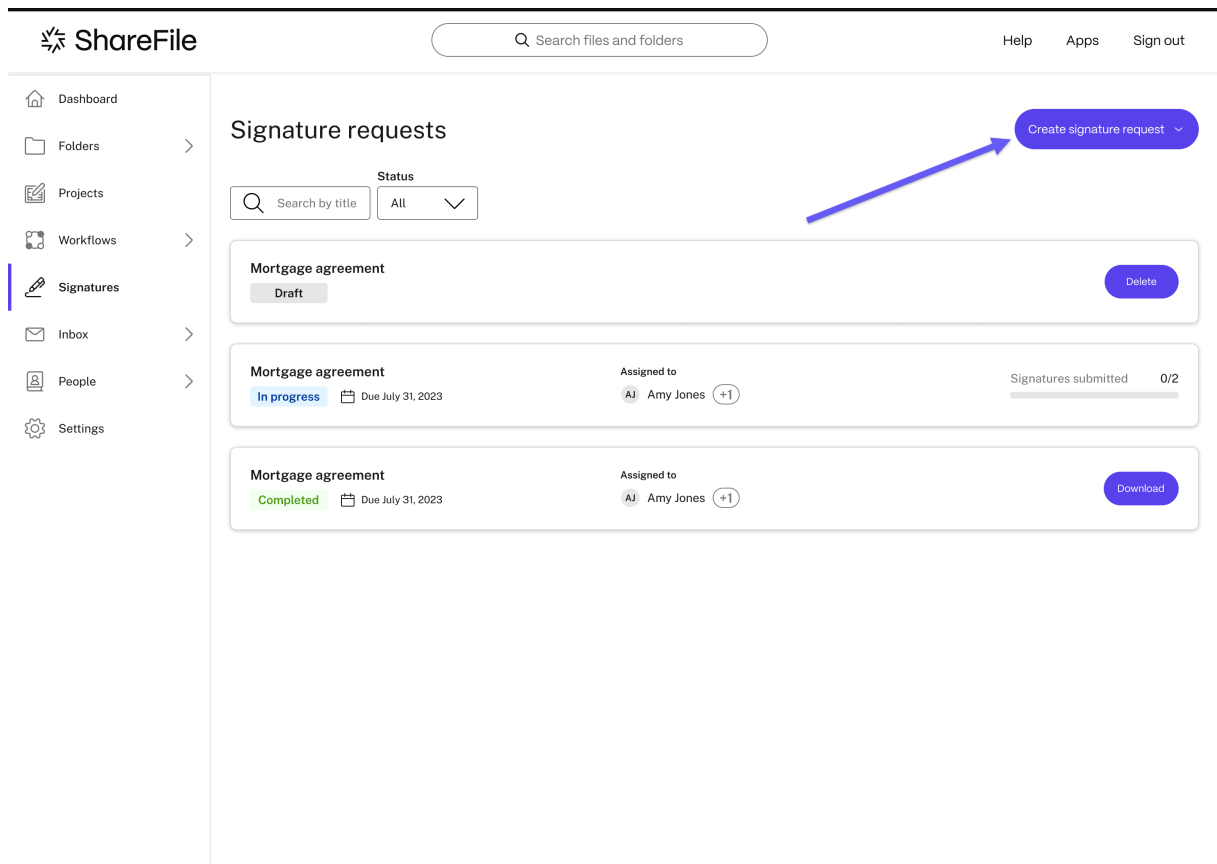 ShareFile
Search files and folders
Help Apps Sign out
Dashboard
Folders
Projects
Workflows
Signatures
Inbox
People
Settings
Signature requests
Create signature request
Status
Search by title
All
Mortgage agreement
Draft
Delete
Mortgage agreement
In progress Due July 31, 2023
Assigned to
AJ Amy Jones +1
Signatures submitted 0/2
Mortgage agreement
Completed Due July 31, 2023
Assigned to
AJ Amy Jones +1
Download